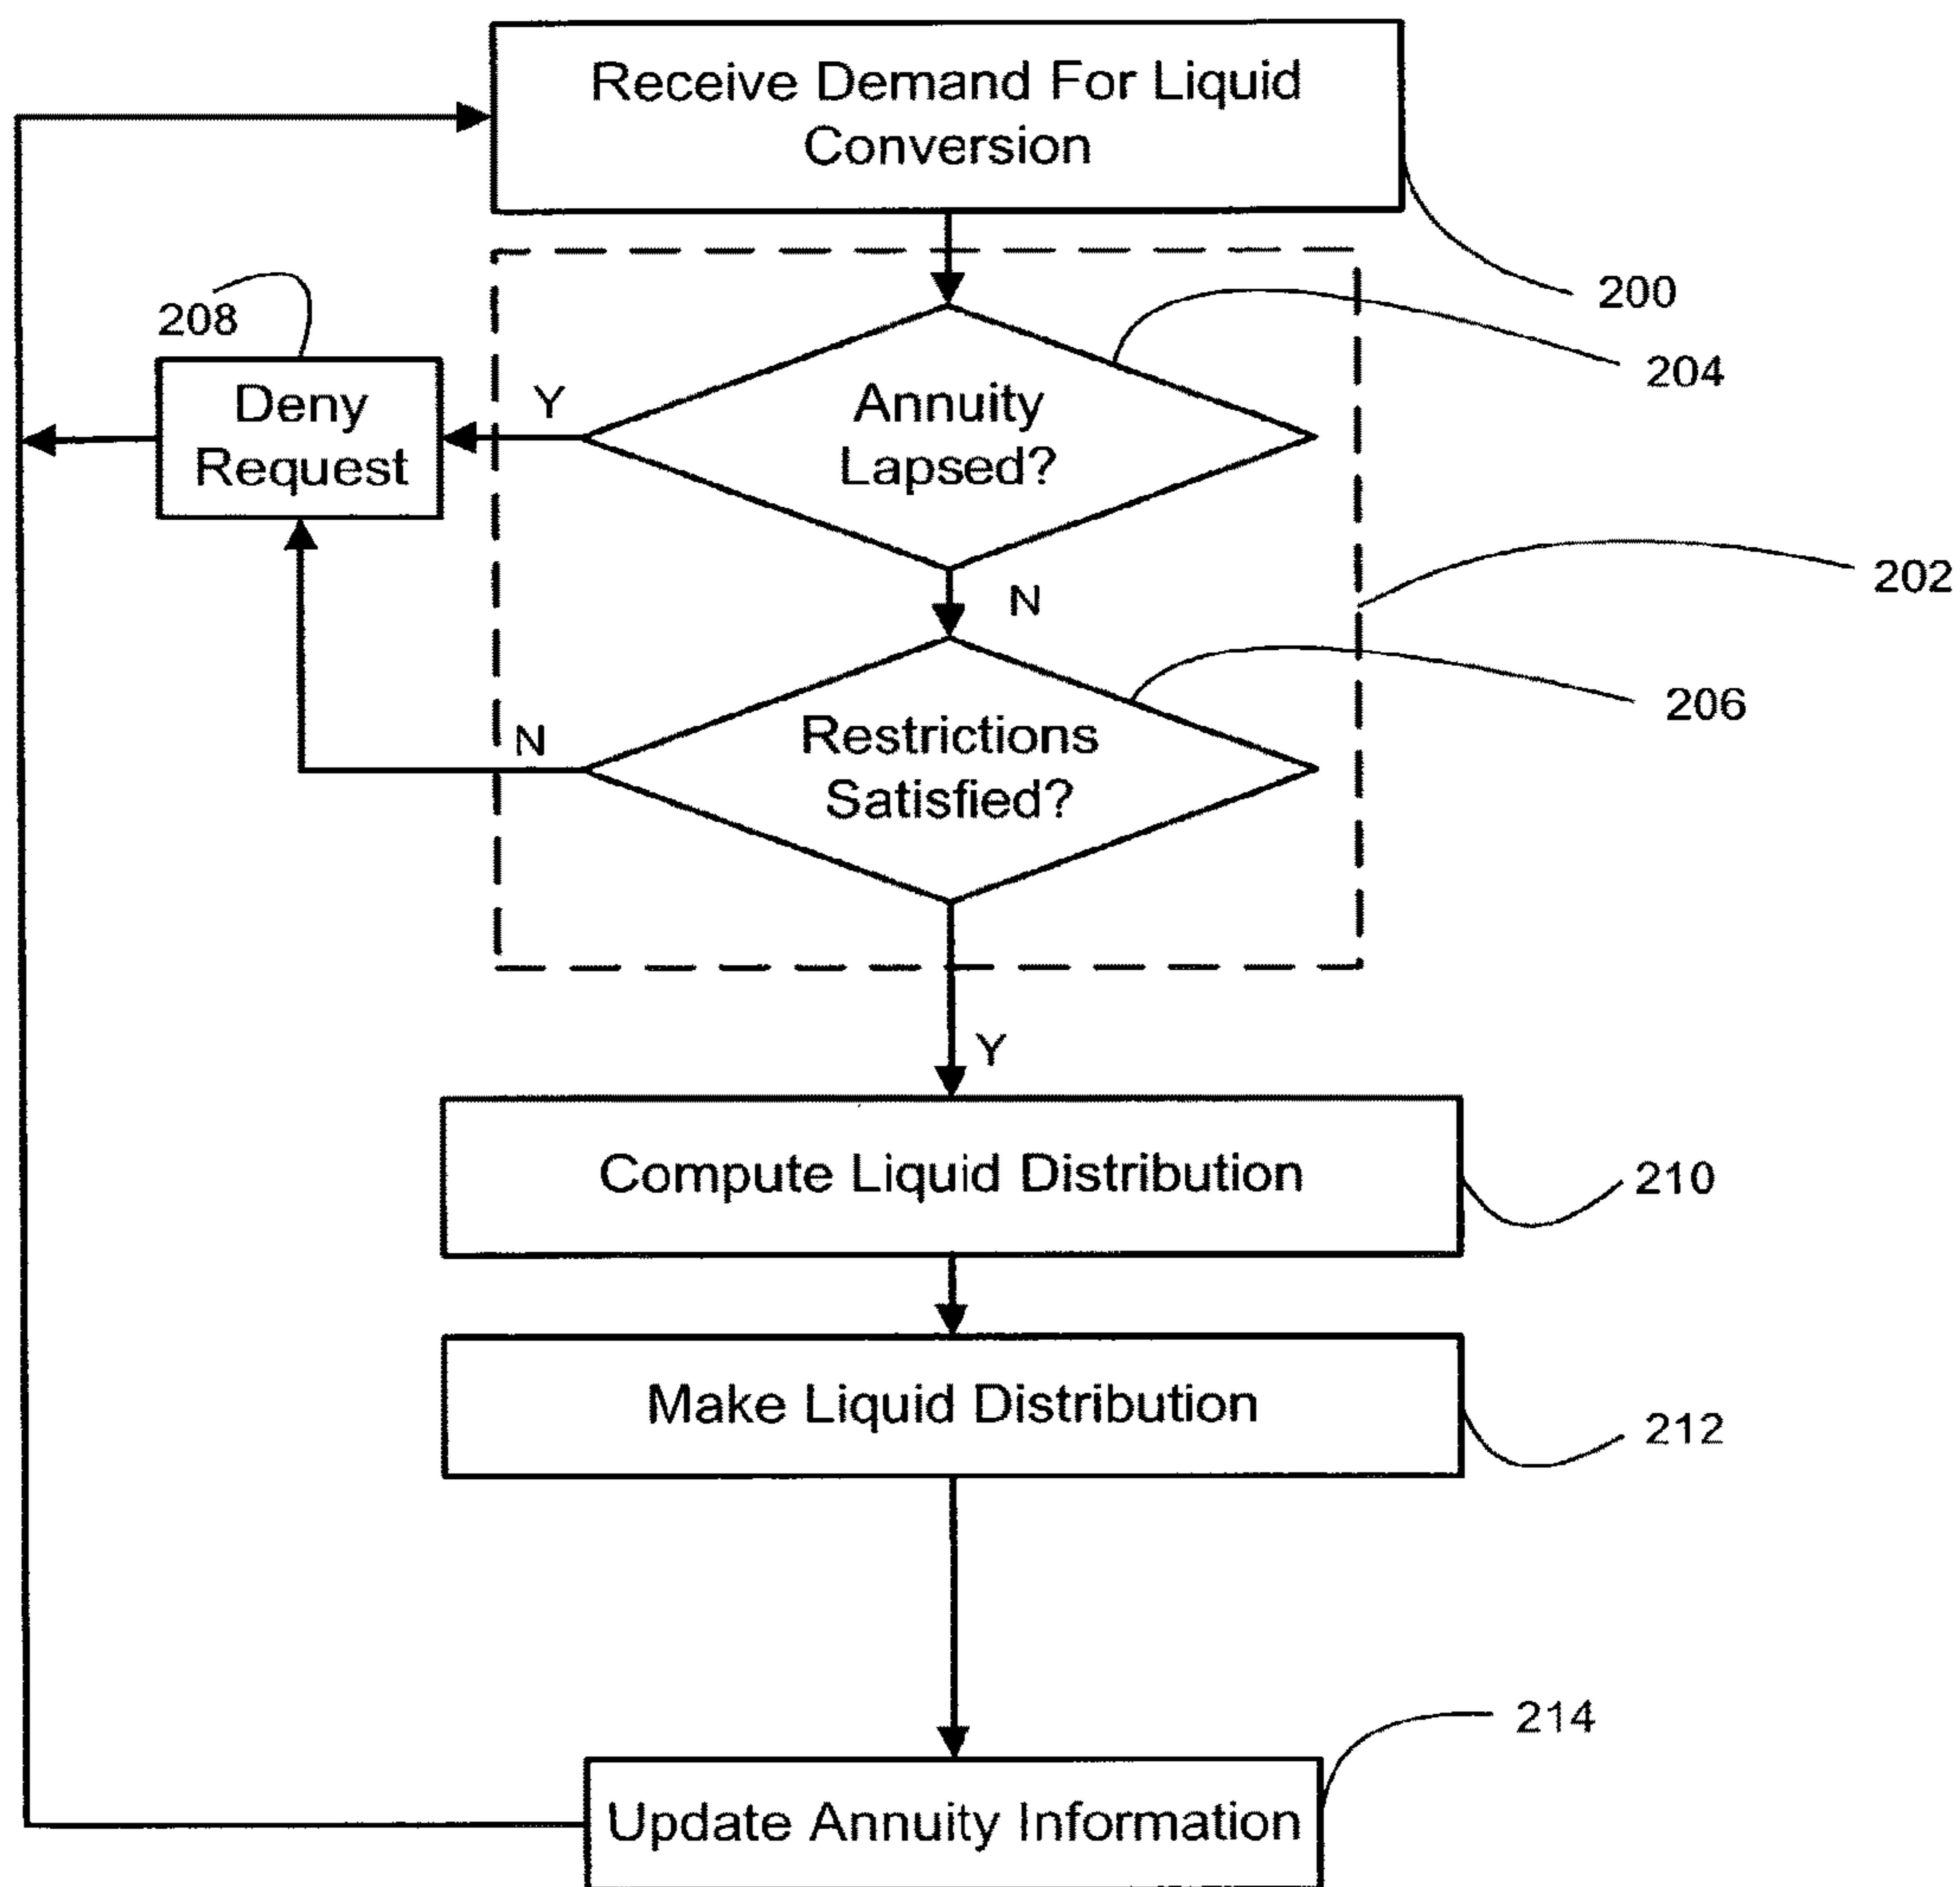 Receive Demand For Liquid
Conversion
200
204
208
Deny
Request
Y
Annuity
Lapsed?
N
202
206
N
Restrictions
Satisfied?
Y
Compute Liquid Distribution
210
Make Liquid Distribution
212
214
Update Annuity Information